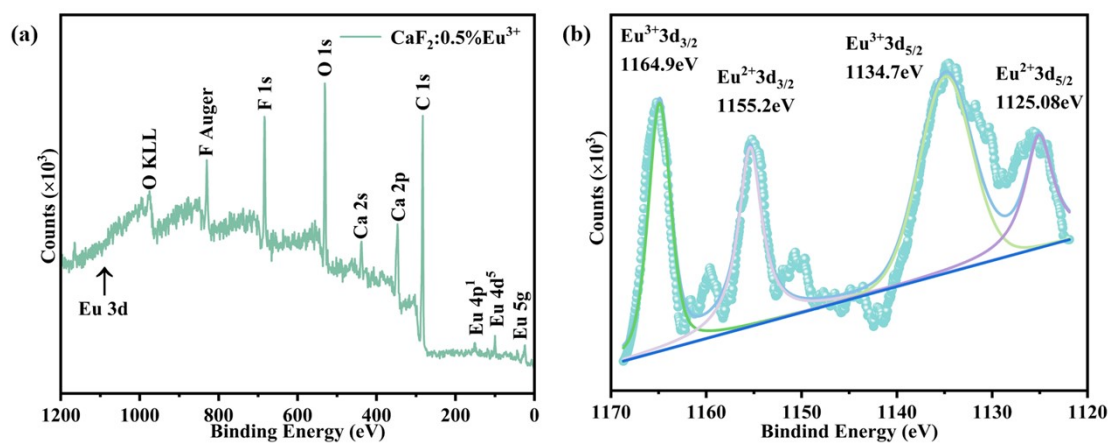 (a)
CaF₂:0.5%Eu³⁺
O KLL
F Auger
F 1s
O 1s
Ca 2s
Ca 2p
C 1s
Eu 4p¹
Eu 4d⁵
Eu 5g
Eu 3d
Counts (×10³)
1200 1000 800 600 400 200 0
Binding Energy (eV)
(b)
Eu³⁺3d₃/₂
1164.9eV
Eu²⁺3d₃/₂
1155.2eV
Eu³⁺3d₅/₂
1134.7eV
Eu²⁺3d₅/₂
1125.08eV
Counts (×10³)
1170 1160 1150 1140 1130 1120
Bindind Energy (eV)